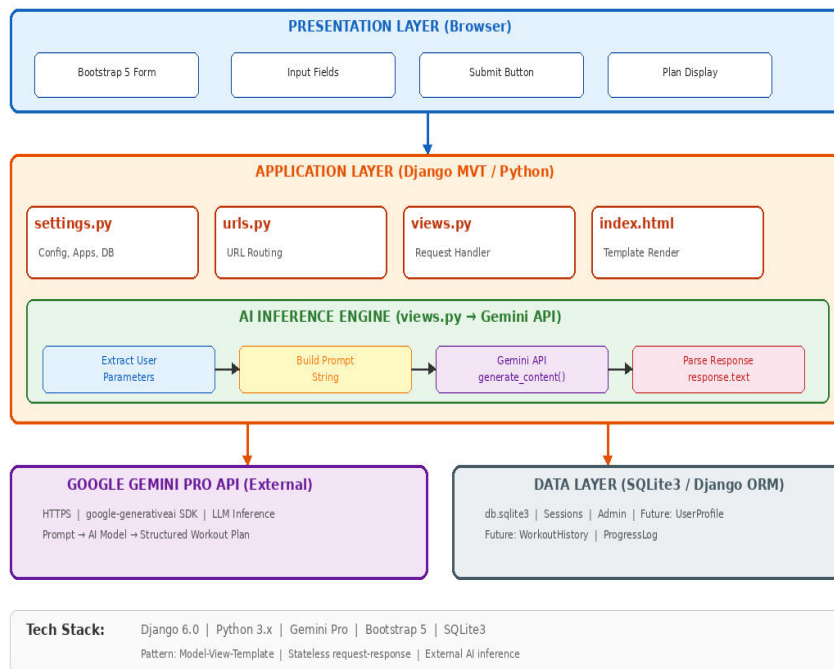 PRESENTATION LAYER (Browser)
Bootstrap 5 Form
Input Fields
Submit Button
Plan Display
APPLICATION LAYER (Django MVT / Python)
settings.py
Config, Apps, DB
urls.py
URL Routing
views.py
Request Handler
index.html
Template Render
AI INFERENCE ENGINE (views.py → Gemini API)
Extract User
Parameters
Build Prompt
String
Gemini API
generate_content()
Parse Response
response.text
GOOGLE GEMINI PRO API (External)
HTTPS | google-generativeai SDK | LLM Inference
Prompt → AI Model → Structured Workout Plan
DATA LAYER (SQLite3 / Django ORM)
db.sqlite3 | Sessions | Admin | Future: UserProfile
Future: WorkoutHistory | ProgressLog
Tech Stack: Django 6.0 | Python 3.x | Gemini Pro | Bootstrap 5 | SQLite3
Pattern: Model-View-Template | Stateless request-response | External AI inference